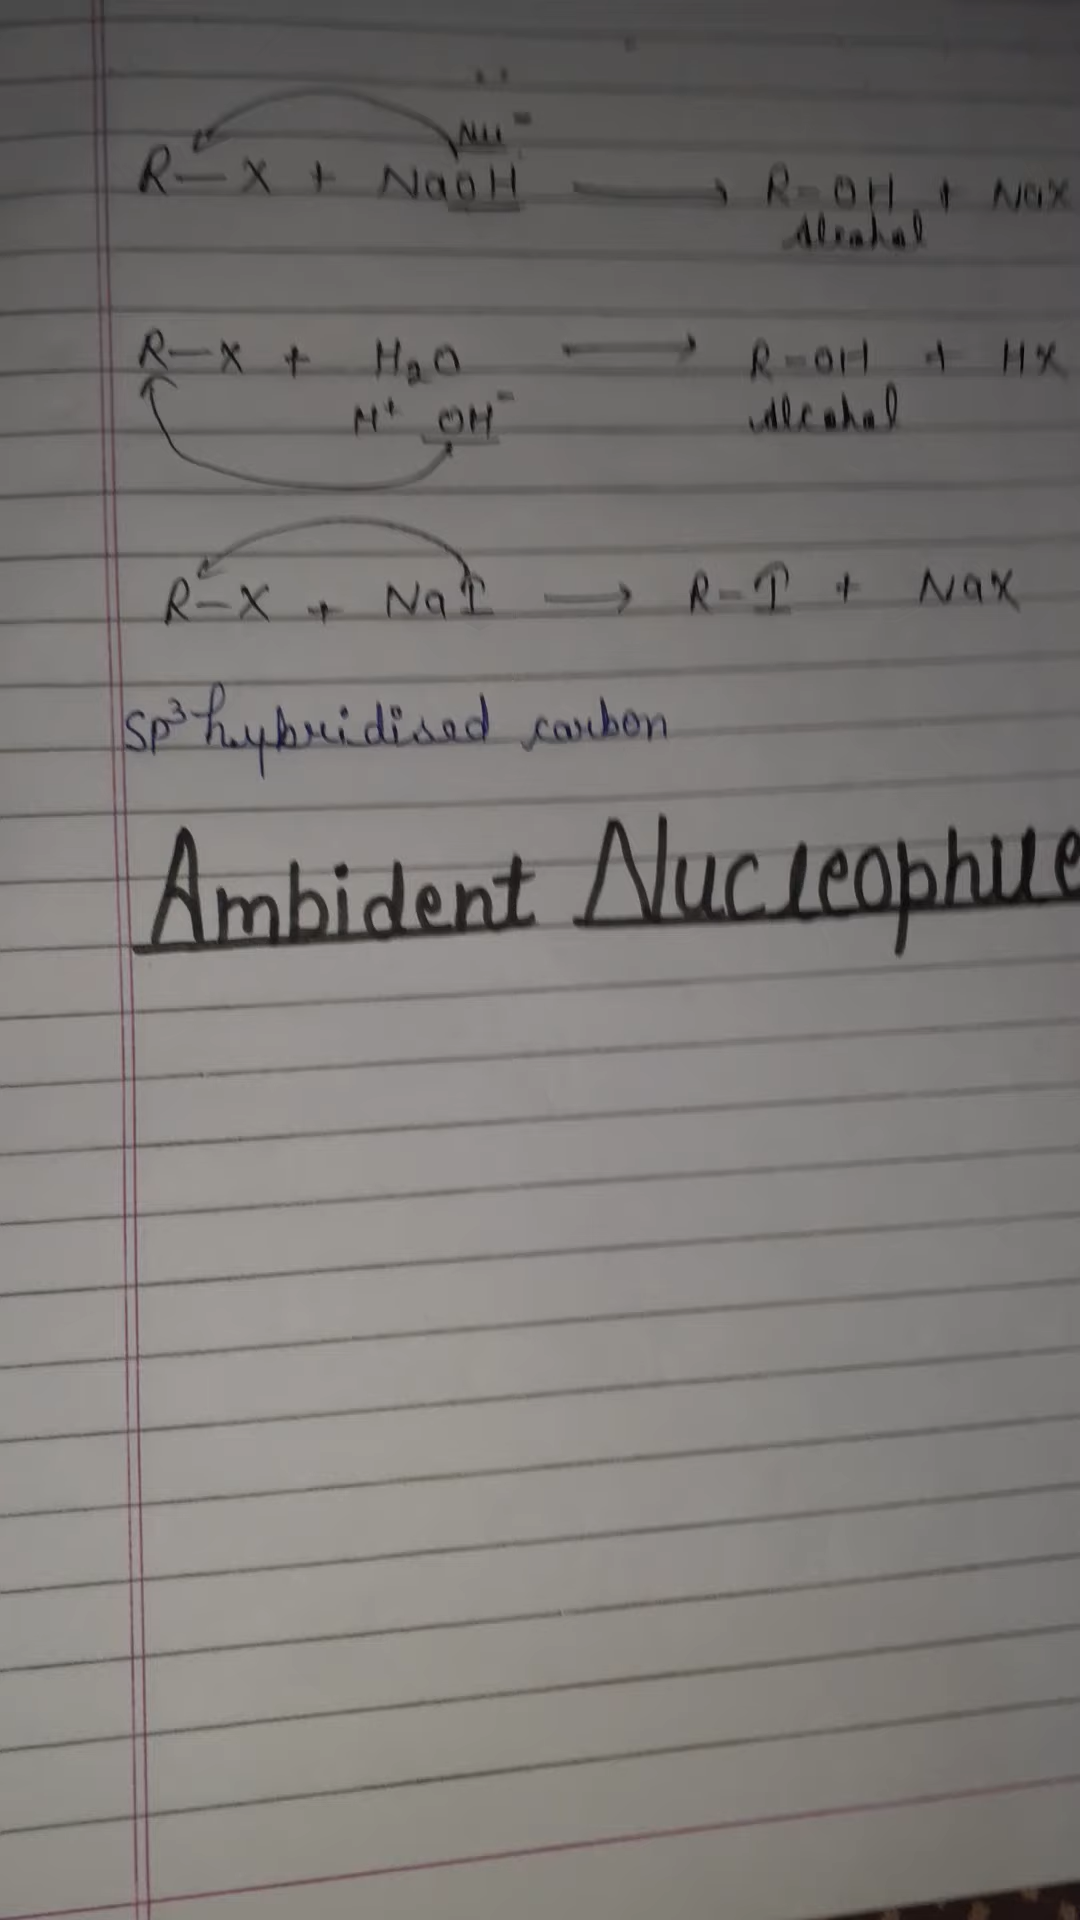 Nu⁻
R—X + NaOH ⟶ R-OH + NaX
Alcohal
R—X + H₂O ⟶ R-OH + HX
H⁺ OH⁻ Alcohal
R-X + NaI ⟶ R-I + NaX
SP³ hybridised carbon
Ambident Nucleophile